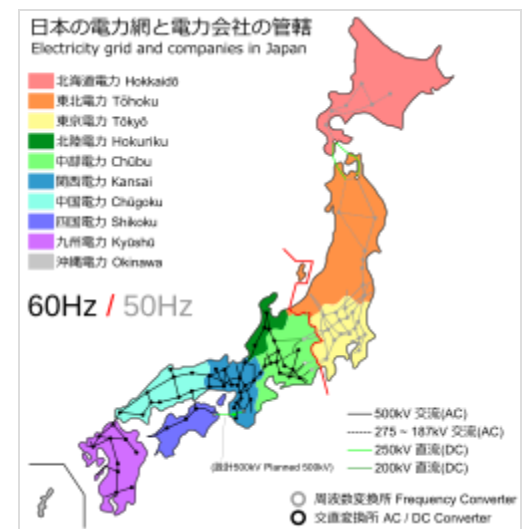 日本の電力網と電力会社の管轄
Electricity grid and companies in Japan
北海道電力 Hokkaidō
東北電力 Tōhoku
東京電力 Tōkyō
北陸電力 Hokuriku
中部電力 Chūbu
関西電力 Kansai
中国電力 Chūgoku
四国電力 Shikoku
九州電力 Kyūshū
沖縄電力 Okinawa
60Hz / 50Hz
500kV 交流(AC)
275 ~ 187kV 交流(AC)
250kV 直流(DC)
200kV 直流(DC)
(設計500kV Planned 500kV)
周波数変換所 Frequency Converter
交直変換所 AC / DC Converter